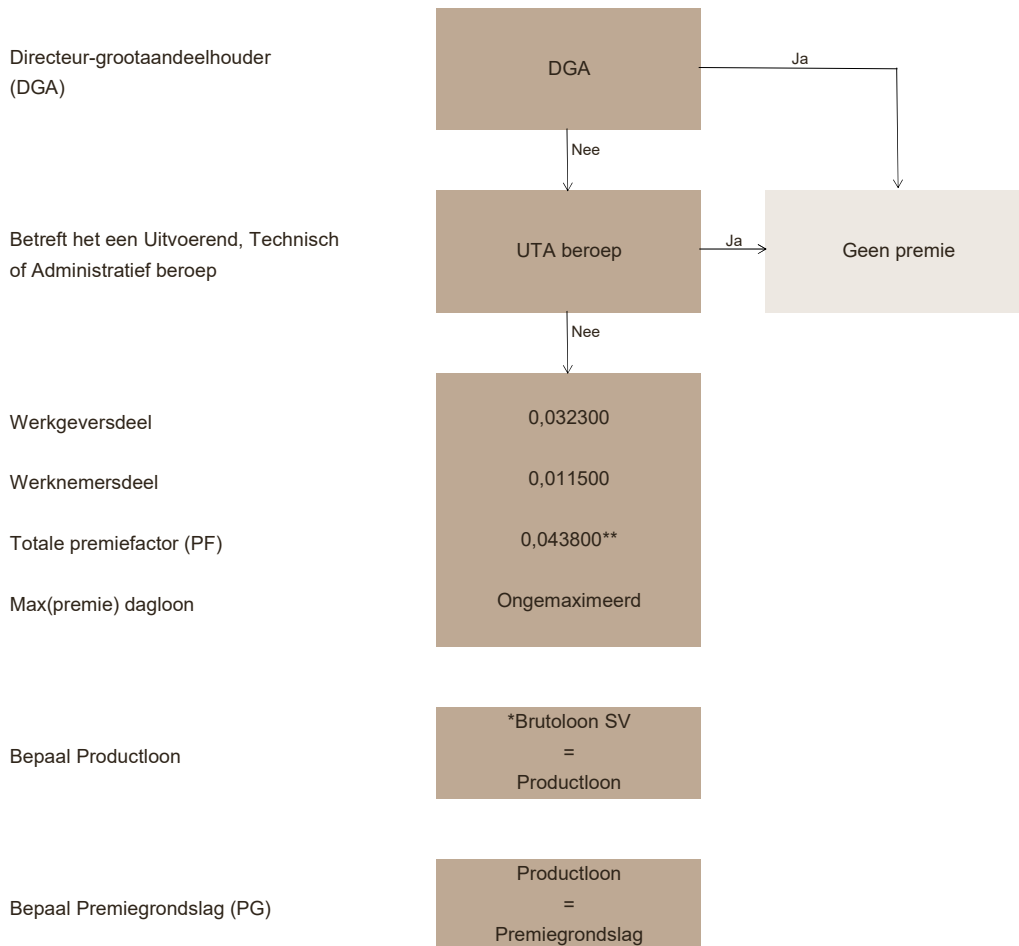 Directeur-grootaandeelhouder
(DGA)
DGA
Ja
Nee
Betreft het een Uitvoerend, Technisch
of Administratief beroep
UTA beroep
Ja
Geen premie
Nee
Werkgeversdeel
0,032300
Werknemersdeel
0,011500
Totale premiefactor (PF)
0,043800**
Max(premie) dagloon
Ongemaximeerd
Bepaal Productloon
*Brutoloon SV
=
Productloon
Bepaal Premiegrondslag (PG)
Productloon
=
Premiegrondslag